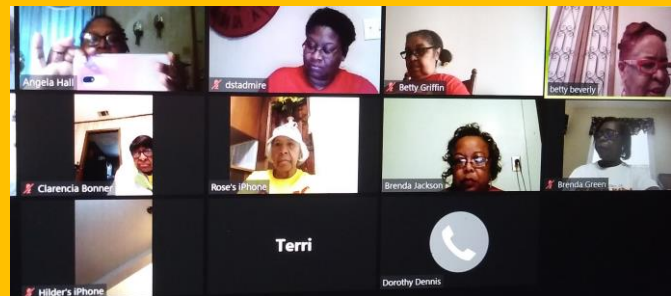 Angela Hall
dstadmire
Betty Griffin
betty beverly
Clarencia Bonner
Rose's iPhone
Brenda Jackson
Brenda Green
Terri
Hilder's iPhone
Dorothy Dennis